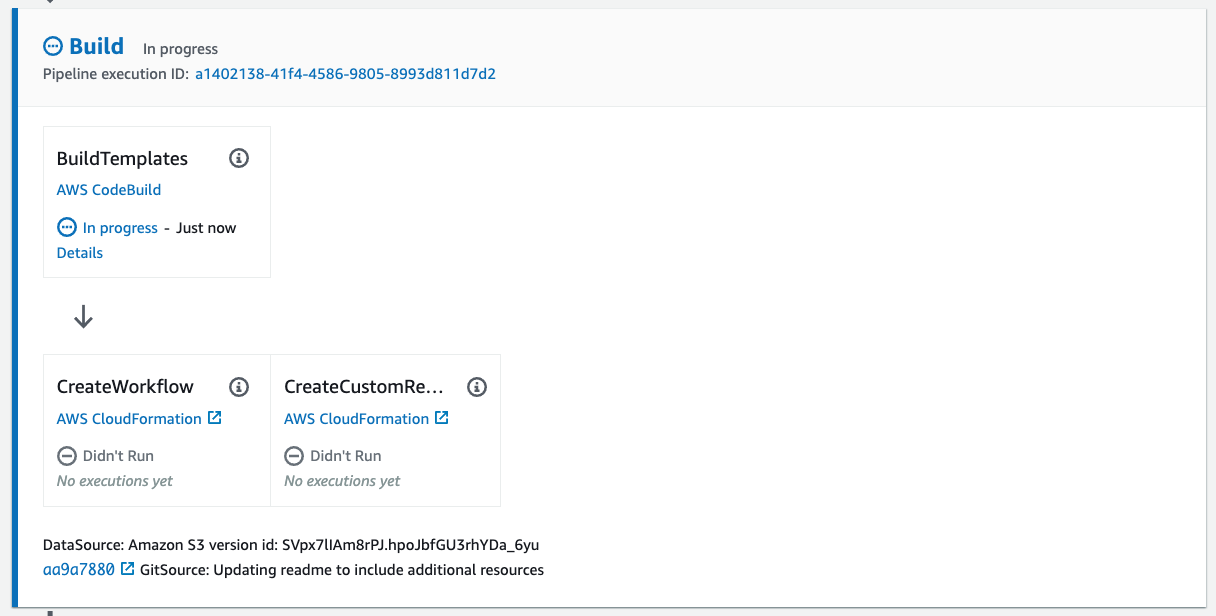 Build In progress
Pipeline execution ID: a1402138-41f4-4586-9805-8993d811d7d2
BuildTemplates
AWS CodeBuild
In progress - Just now
Details
CreateWorkflow
AWS CloudFormation
Didn't Run
No executions yet
CreateCustomRe...
AWS CloudFormation
Didn't Run
No executions yet
DataSource: Amazon S3 version id: SVpx7lIAm8rPJ.hpoJbfGU3rhYDa_6yu
aa9a7880 GitSource: Updating readme to include additional resources